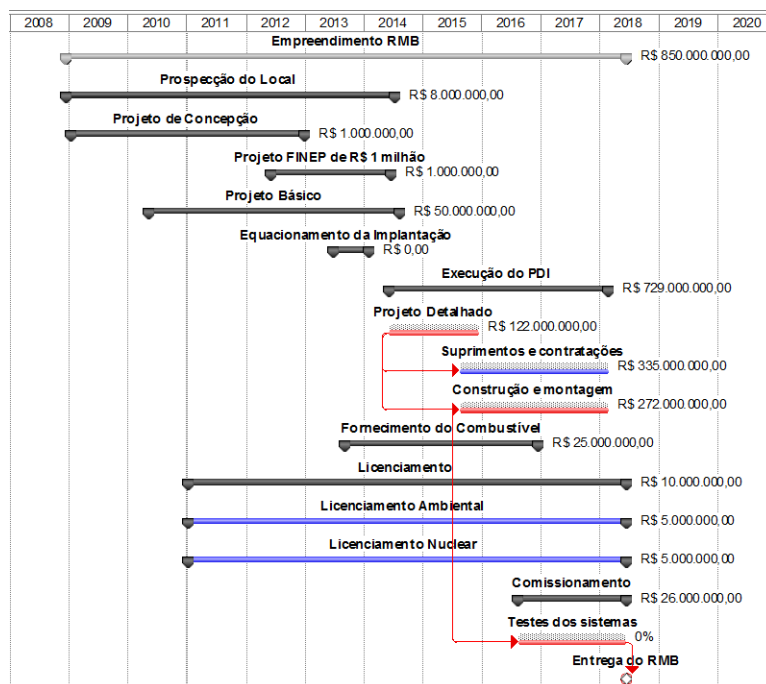 2008 2009 2010 2011 2012 2013 2014 2015 2016 2017 2018 2019 2020
Empreendimento RMB
R$ 850.000.000,00
Prospecção do Local
R$ 8.000.000,00
Projeto de Concepção
R$ 1.000.000,00
Projeto FINEP de R$ 1 milhão
R$ 1.000.000,00
Projeto Básico
R$ 50.000.000,00
Equacionamento da Implantação
R$ 0,00
Execução do PDI
R$ 729.000.000,00
Projeto Detalhado
R$ 122.000.000,00
Suprimentos e contratações
R$ 335.000.000,00
Construção e montagem
R$ 272.000.000,00
Fornecimento do Combustível
R$ 25.000.000,00
Licenciamento
R$ 10.000.000,00
Licenciamento Ambiental
R$ 5.000.000,00
Licenciamento Nuclear
R$ 5.000.000,00
Comissionamento
R$ 26.000.000,00
Testes dos sistemas
0%
Entrega do RMB